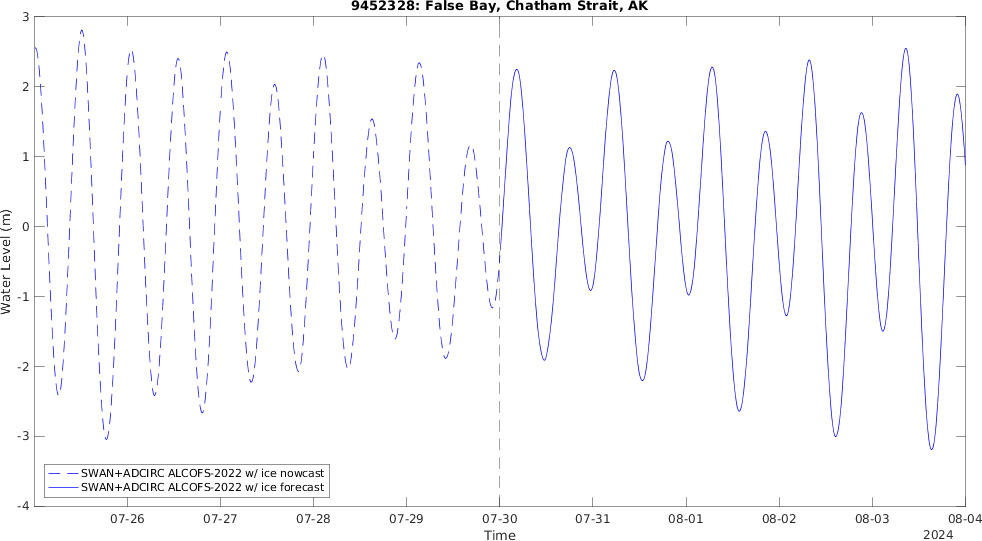 9452328: False Bay, Chatham Strait, AK
3
2
1
0
-1
-2
-3
-4
Water Level (m)
SWAN+ADCIRC ALCOFS-2022 w/ ice nowcast
SWAN+ADCIRC ALCOFS-2022 w/ ice forecast
07-26 07-27 07-28 07-29 07-30 07-31 08-01 08-02 08-03 08-04
Time
2024